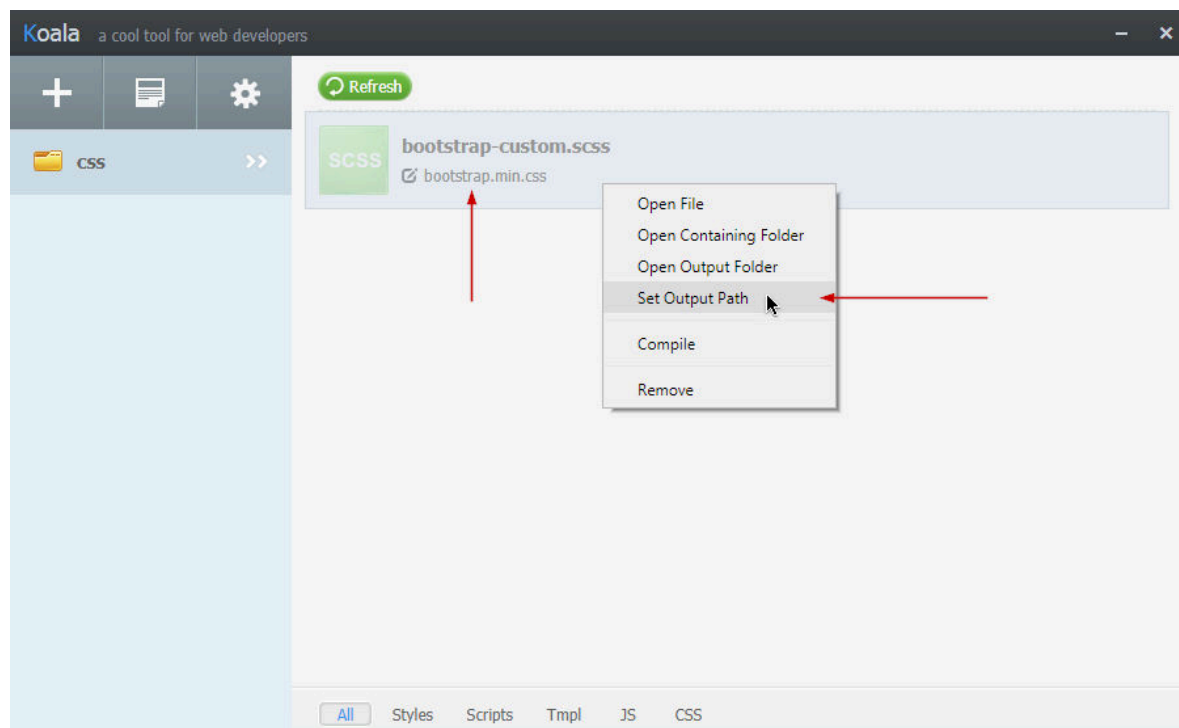 Koala a cool tool for web developers
Refresh
css >>
SCSS
bootstrap-custom.scss
bootstrap.min.css
Open File
Open Containing Folder
Open Output Folder
Set Output Path
Compile
Remove
All Styles Scripts Tmpl JS CSS